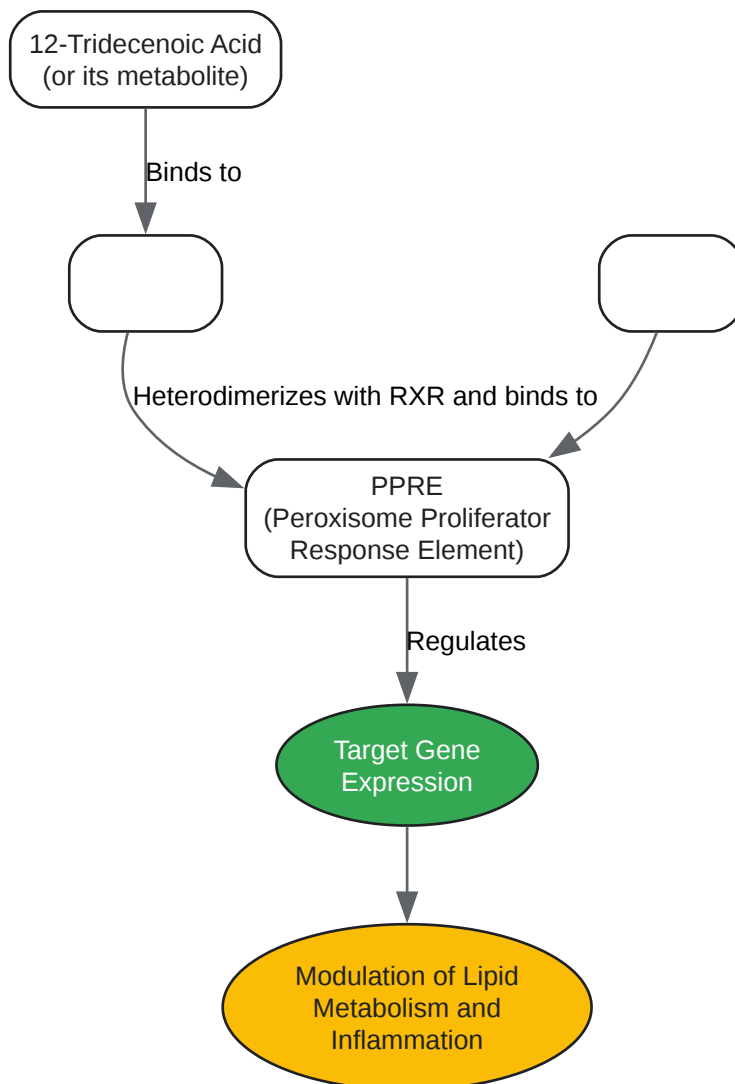 12-Tridecenoic Acid
(or its metabolite)
Binds to
Heterodimerizes with RXR and binds to
PPRE
(Peroxisome Proliferator
Response Element)
Regulates
Target Gene
Expression
Modulation of Lipid
Metabolism and
Inflammation